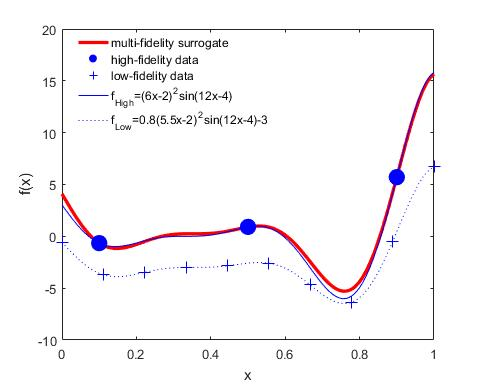 20
15
10
5
0
-5
-10
0
0.2
0.4
0.6
0.8
1
x
f(x)
multi-fidelity surrogate
high-fidelity data
low-fidelity data
f_High=(6x-2)^2sin(12x-4)
f_Low=0.8(5.5x-2)^2sin(12x-4)-3